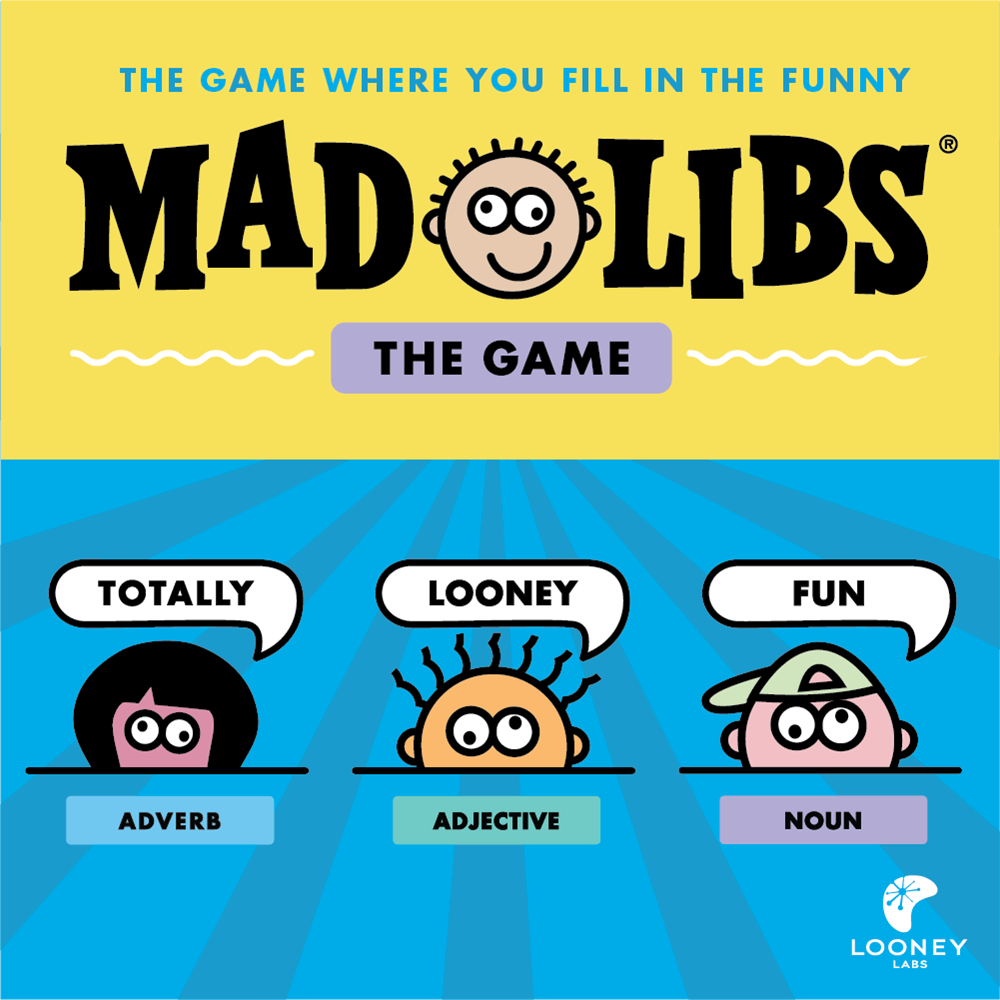 THE GAME WHERE YOU FILL IN THE FUNNY
MAD LIBS®
THE GAME
TOTALLY
LOONEY
FUN
ADVERB
ADJECTIVE
NOUN
LOONEY
LABS